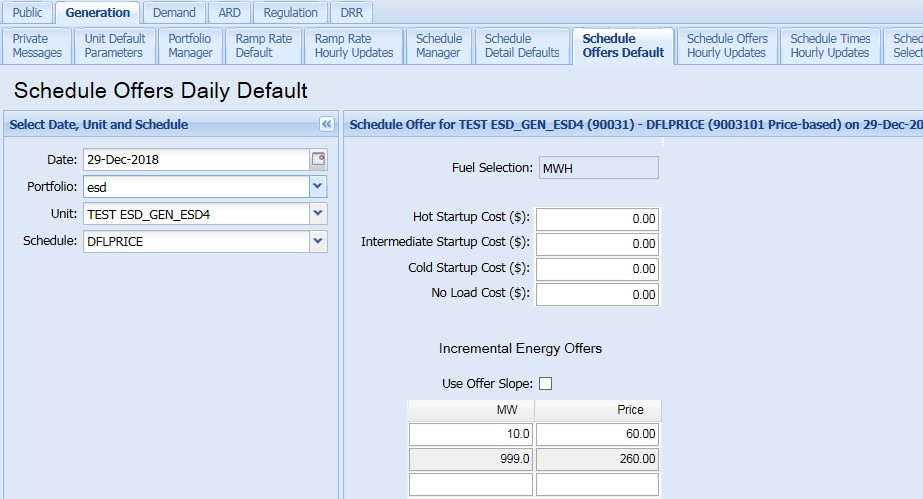 Public Generation Demand ARD Regulation DRR
Private Messages Unit Default Parameters Portfolio Manager Ramp Rate Default Ramp Rate Hourly Updates Schedule Manager Schedule Detail Defaults Schedule Offers Default Schedule Offers Hourly Updates Schedule Times Hourly Updates Sched Select
Schedule Offers Daily Default
Select Date, Unit and Schedule
Date: 29-Dec-2018
Portfolio: esd
Unit: TEST ESD_GEN_ESD4
Schedule: DFLPRICE
Schedule Offer for TEST ESD_GEN_ESD4 (90031) - DFLPRICE (9003101 Price-based) on 29-Dec-20
Fuel Selection: MWH
Hot Startup Cost ($): 0.00
Intermediate Startup Cost ($): 0.00
Cold Startup Cost ($): 0.00
No Load Cost ($): 0.00
Incremental Energy Offers
Use Offer Slope:
MW Price
10.0 60.00
999.0 260.00